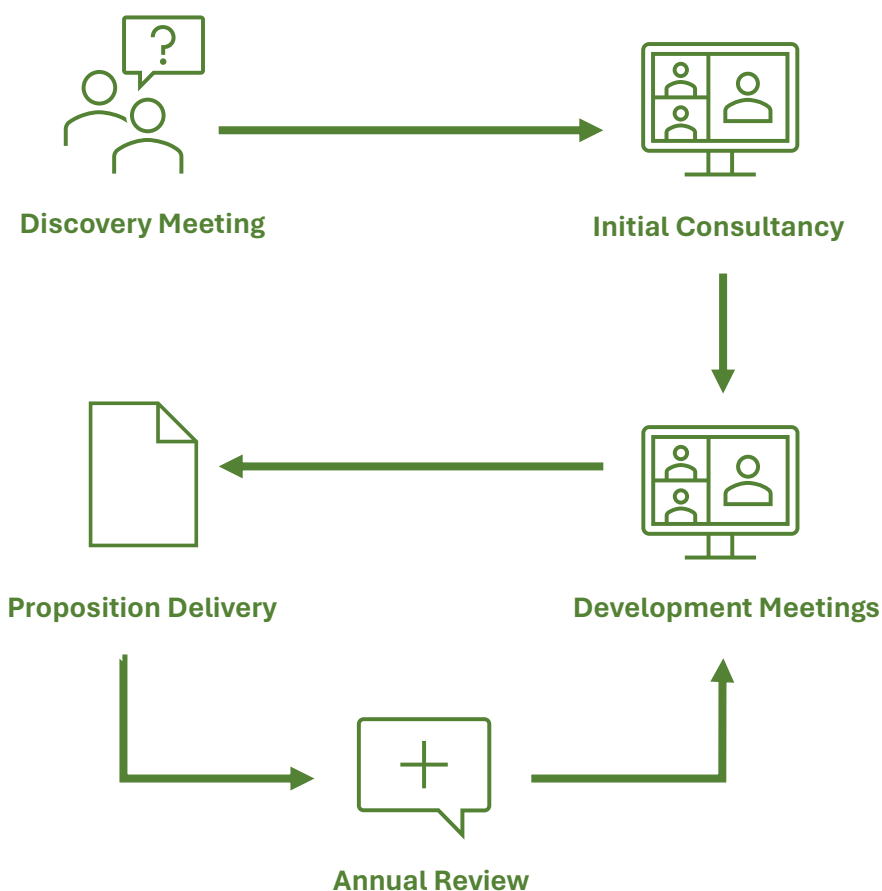 ?
Discovery Meeting
Initial Consultancy
Proposition Delivery
Development Meetings
Annual Review